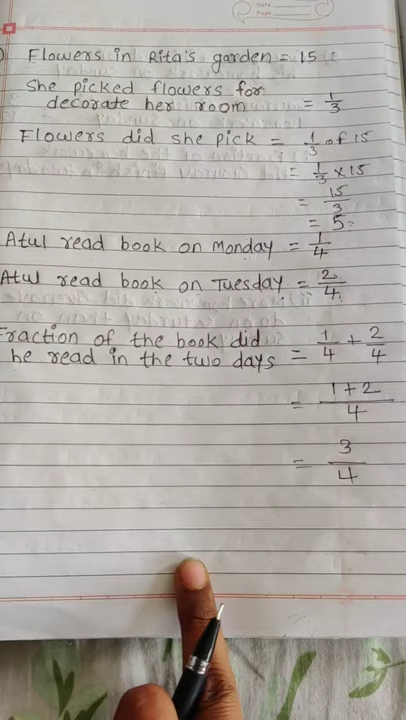 Date
Page
Flowers in Rita's garden = 15
She picked flowers for
decorate her room = 1/3
Flowers did she pick = 1/3 of 15
= 1/3 × 15
= 15/3
= 5
Atul read book on Monday = 1/4
Atul read book on Tuesday = 2/4
Fraction of the book did
he read in the two days = 1/4 + 2/4
= 1+2/4
= 3/4